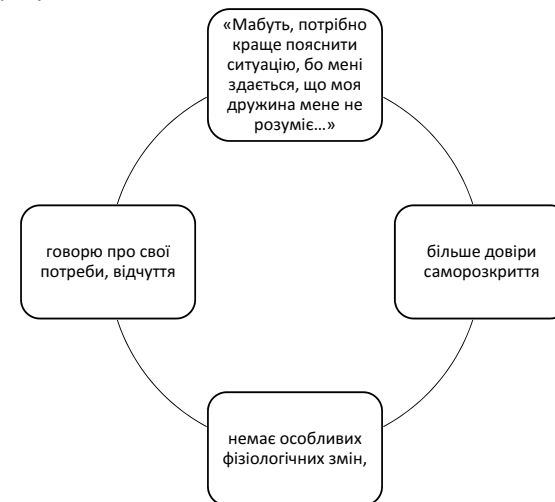 «Мабуть, потрібно
краще пояснити
ситуацію, бо мені
здається, що моя
дружина мене не
розуміє…»
говорю про свої
потреби, відчуття
більше довіри
саморозкриття
немає особливих
фізіологічних змін,